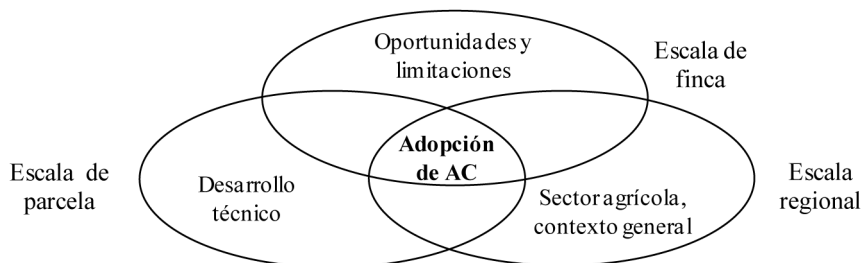 Oportunidades y
limitaciones
Escala de
finca
Adopción
de AC
Escala de
parcela
Desarrollo
técnico
Sector agrícola,
contexto general
Escala
regional